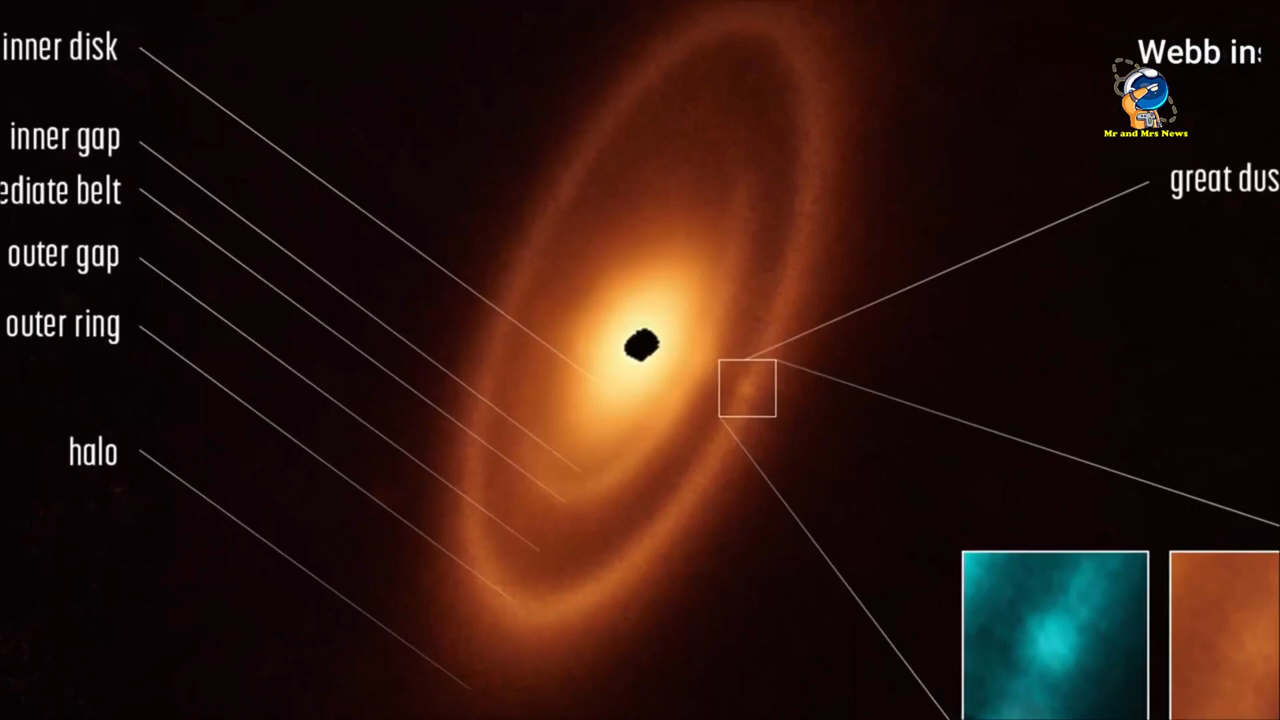 inner disk
inner gap
ediate belt
outer gap
outer ring
halo
Webb in
Mr and Mrs News
great dus